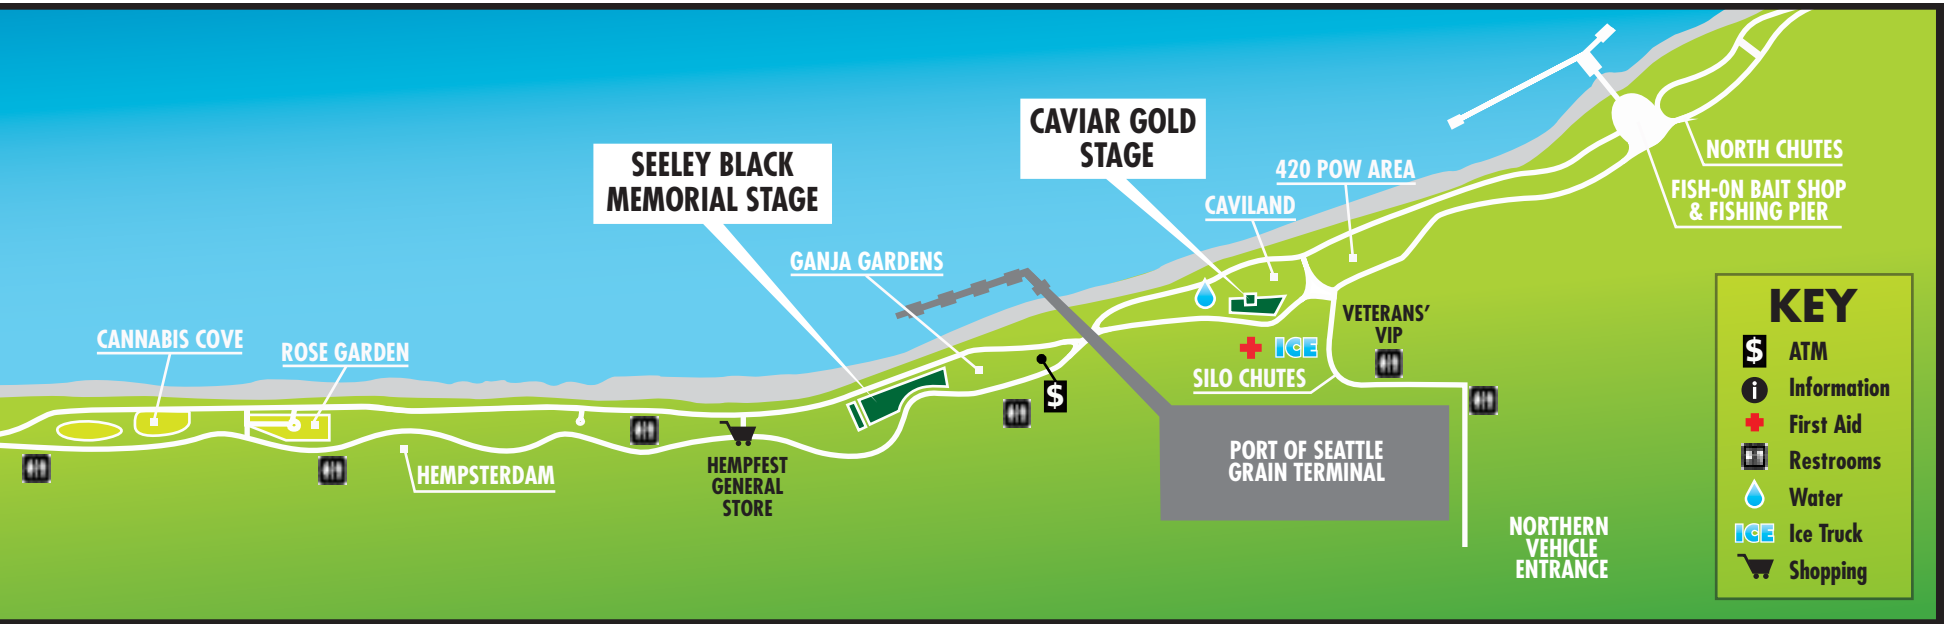 SEELEY BLACK
MEMORIAL STAGE
CAVIAR GOLD
STAGE
420 POW AREA
CAVILAND
GANJA GARDENS
CANNABIS COVE
ROSE GARDEN
HEMPSTERDAM
HEMPFEST
GENERAL
STORE
$
ICE
SILO CHUTES
VETERANS'
VIP
PORT OF SEATTLE
GRAIN TERMINAL
NORTHERN
VEHICLE
ENTRANCE
NORTH CHUTES
FISH-ON BAIT SHOP
& FISHING PIER
KEY
$ ATM
i Information
First Aid
Restrooms
Water
ICE Ice Truck
Shopping